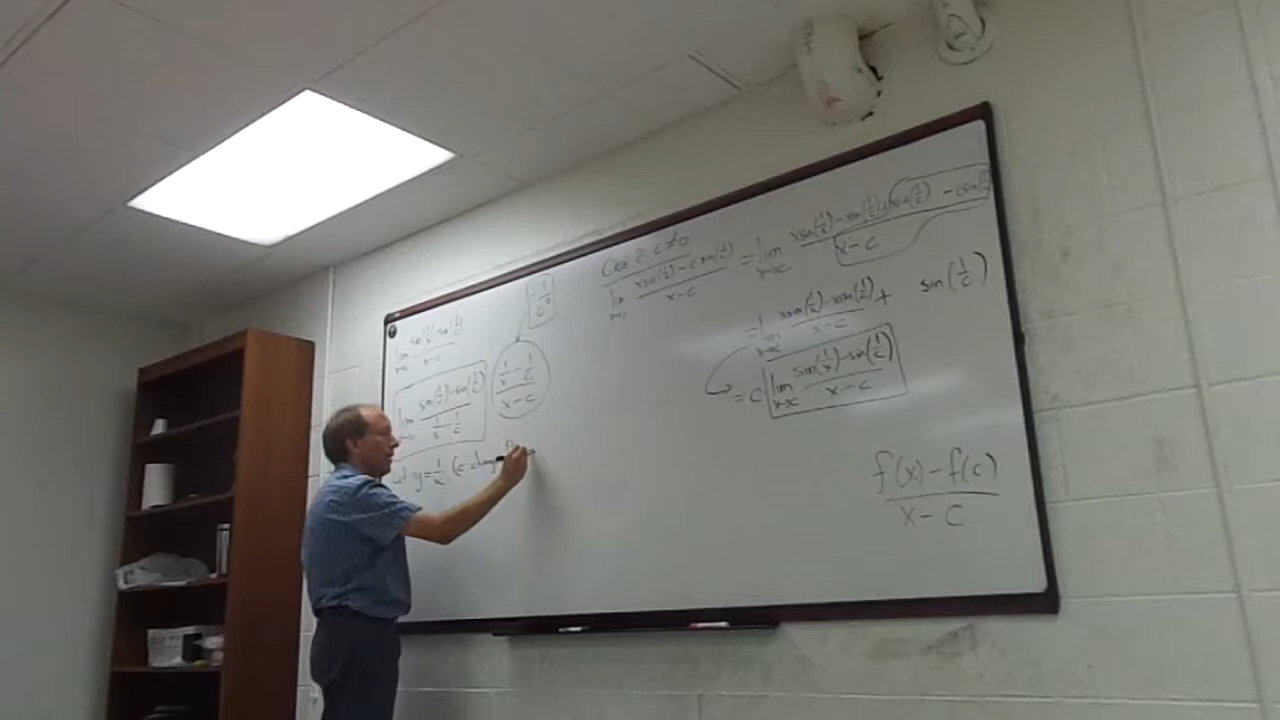 Case 2: c ≠ 0
lim x→c (x sin(1/x) − c sin(1/c)) / (x − c) = lim x→c (x sin(1/x) − x sin(1/c) + x sin(1/c) − c sin(1/c)) / (x − c)
= lim x→c (x sin(1/x) − x sin(1/c)) / (x − c) + sin(1/c)
= c lim x→c (sin(1/x) − sin(1/c)) / (x − c)
f(x) − f(c)
x − c
−1/c²
lim x→c (sin(1/x) − sin(1/c)) / (x − c)
lim x→c (sin(1/x) − sin(1/c)) / (1/x − 1/c)
(1/x − 1/c) / (x − c)
Let y = 1/x